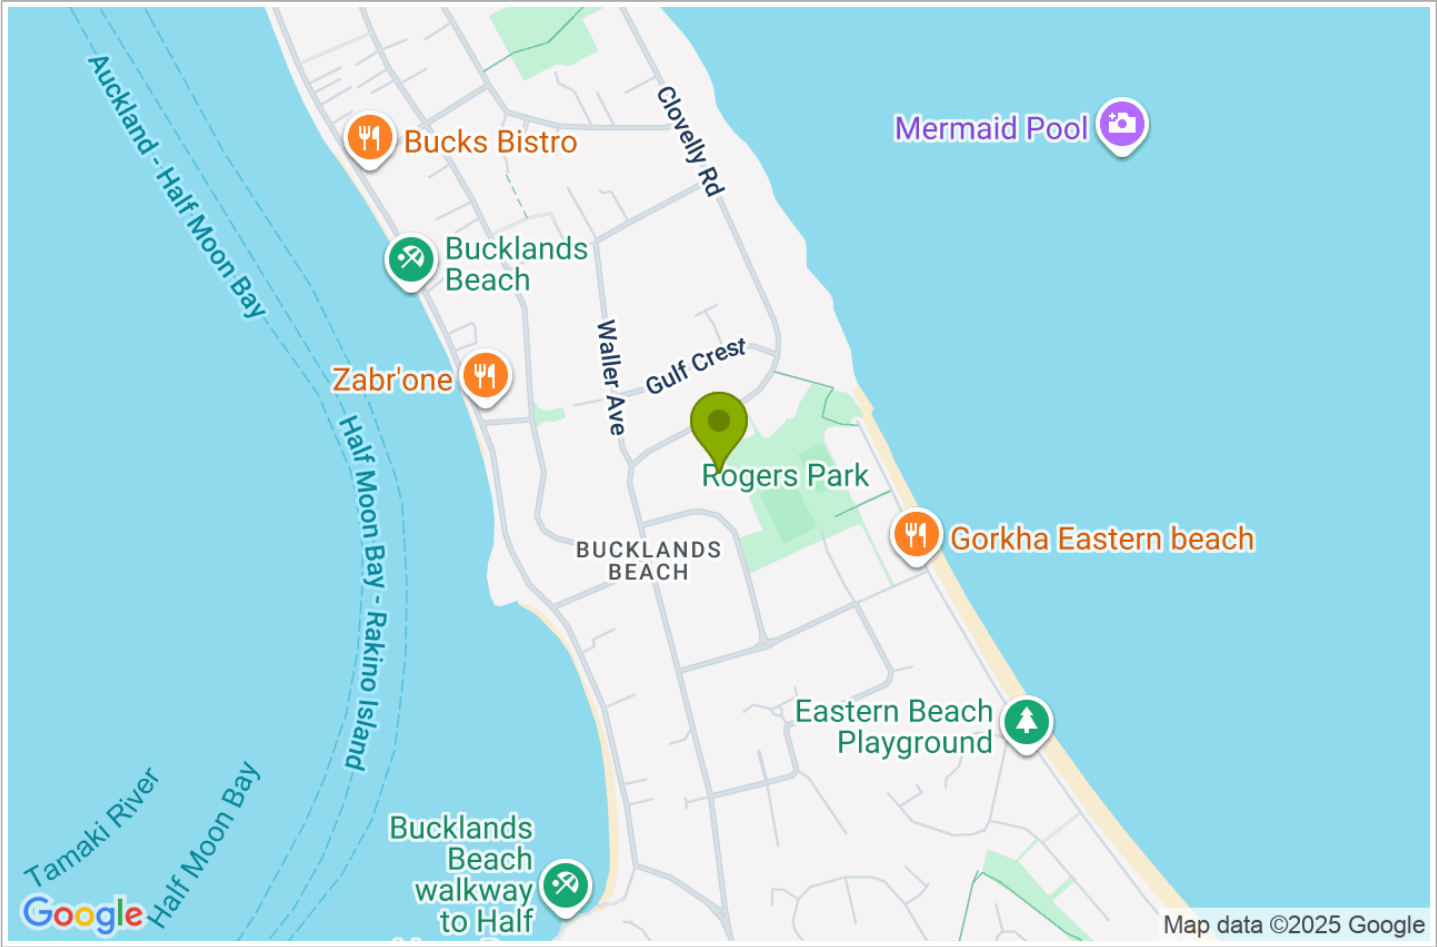 Auckland - Half Moon Bay
Clovelly Rd
Mermaid Pool
Bucks Bistro
Bucklands
Beach
Waller Ave
Gulf Crest
Zabr'one
Half Moon Bay - Rakino Island
Rogers Park
Gorkha Eastern beach
BUCKLANDS
BEACH
Eastern Beach
Playground
Tamaki River
Half Moon Bay
Bucklands
Beach
walkway
to Half
Google
Map data ©2025 Google